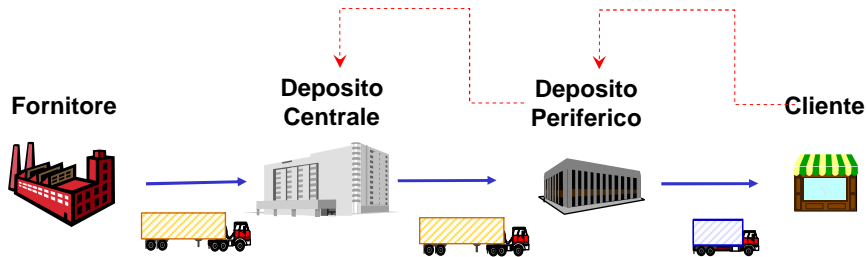 Fornitore
Deposito
Centrale
Deposito
Periferico
Cliente